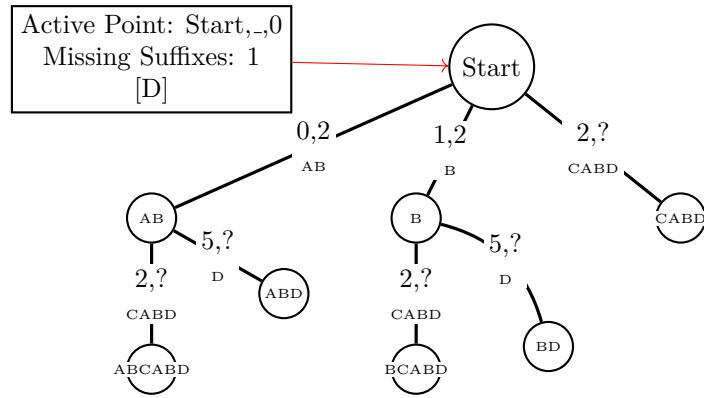 Active Point: Start,_,0
Missing Suffixes: 1
[D]
Start
0,2
AB
1,2
B
2,?
CABD
AB
B
CABD
5,?
D
5,?
D
2,?
CABD
2,?
CABD
ABD
BD
ABCABD
BCABD